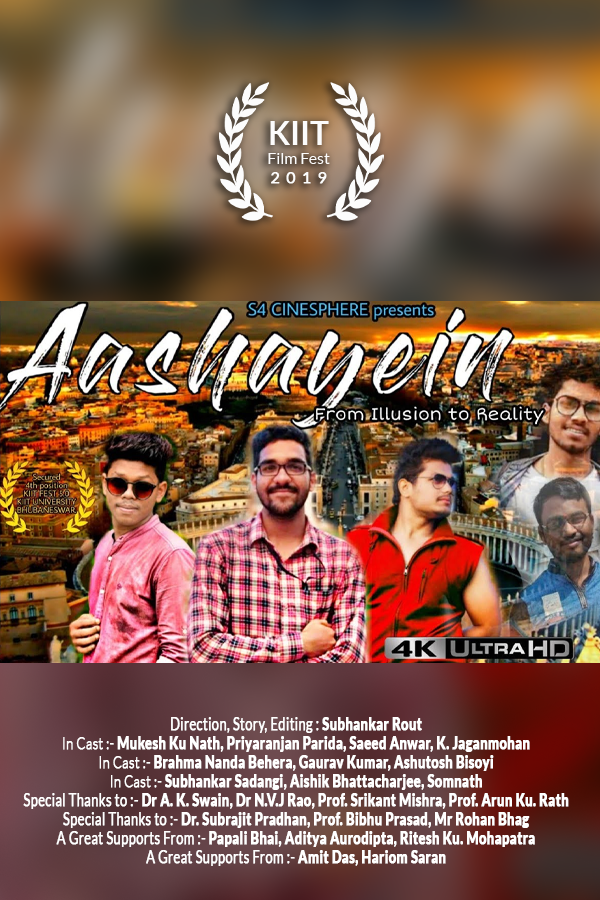 KIIT
Film Fest
2019
S4 CINESPHERE presents
Aashayein
From Illusion to Reality
Secured
4th position
KIIT FEST 5.0
KIIT UNIVERSITY
BHUBANESWAR
4K ULTRA HD
Direction, Story, Editing : Subhankar Rout
In Cast :- Mukesh Ku Nath, Priyaranjan Parida, Saeed Anwar, K. Jaganmohan
In Cast :- Brahma Nanda Behera, Gaurav Kumar, Ashutosh Bisoyi
In Cast :- Subhankar Sadangi, Aishik Bhattacharjee, Somnath
Special Thanks to :- Dr A. K. Swain, Dr N.V.J Rao, Prof. Srikant Mishra, Prof. Arun Ku. Rath
Special Thanks to :- Dr. Subrajit Pradhan, Prof. Bibhu Prasad, Mr Rohan Bhag
A Great Supports From :- Papali Bhai, Aditya Aurodipta, Ritesh Ku. Mohapatra
A Great Supports From :- Amit Das, Hariom Saran